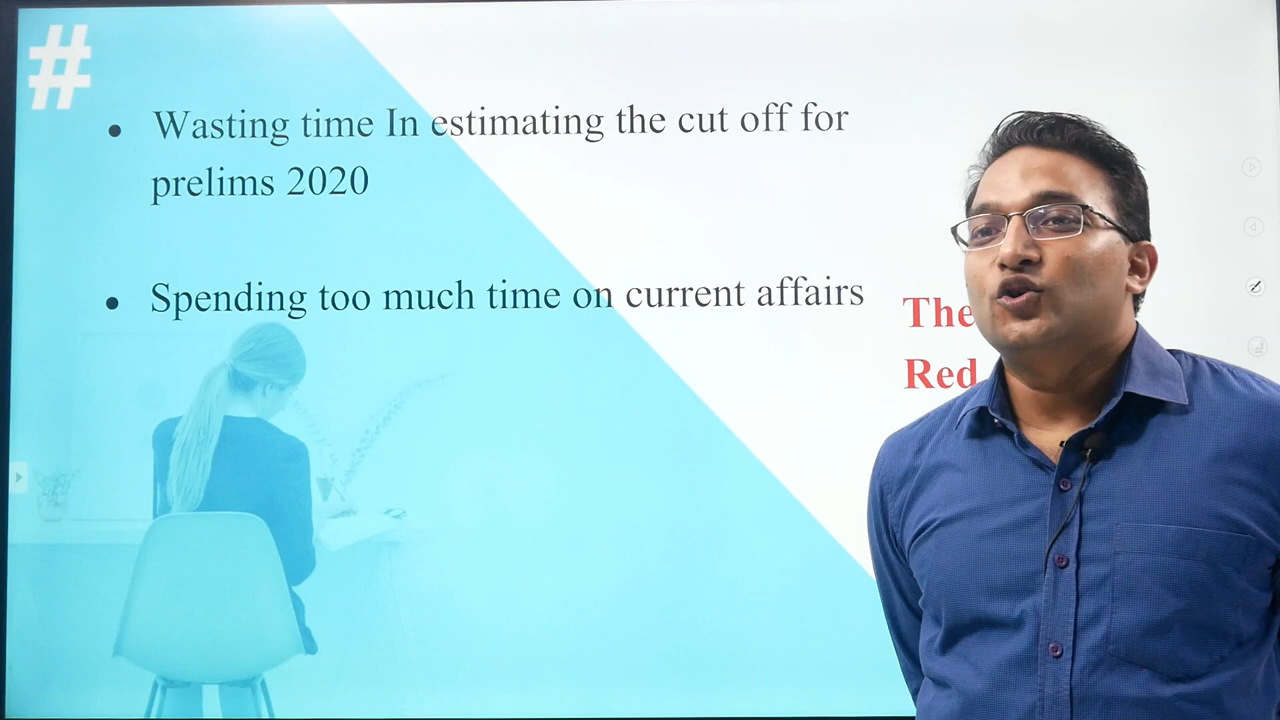 #
• Wasting time In estimating the cut off for
prelims 2020
• Spending too much time on current affairs
The
Red